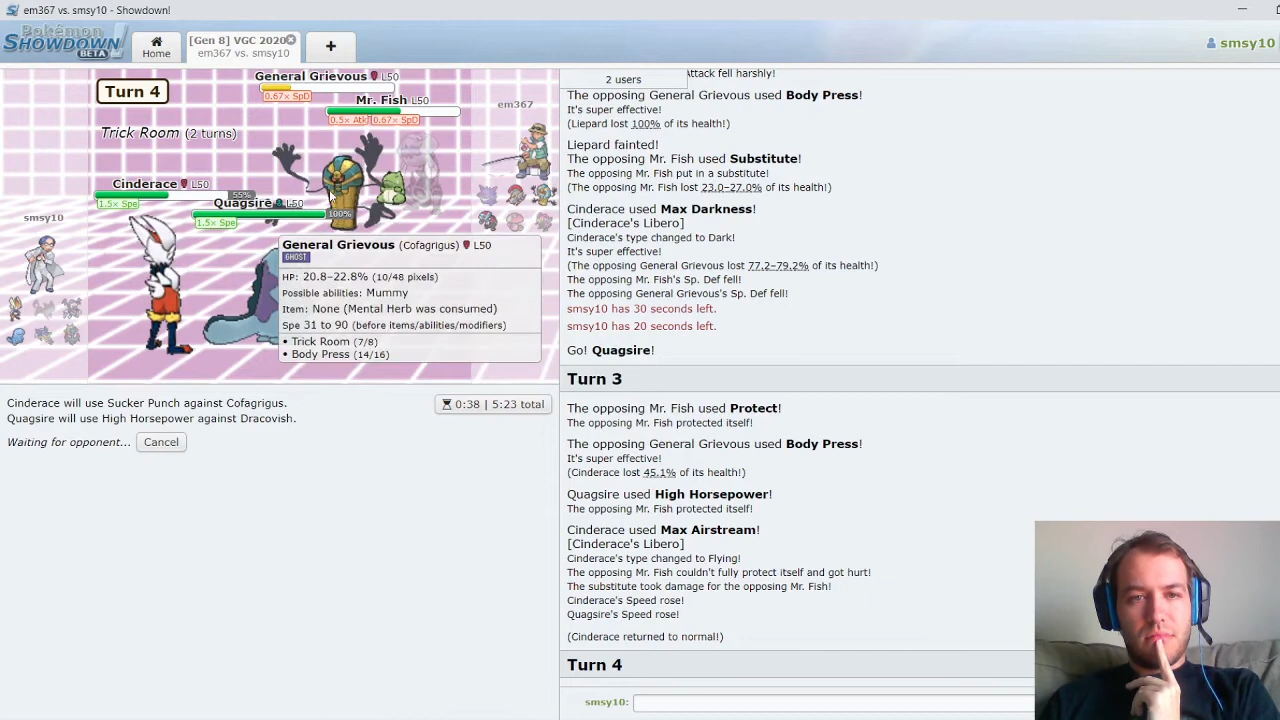 em367 vs. smsy10 - Showdown!
Pokémon
SHOWDOWN!
BETA
Home
[Gen 8] VGC 2020
em367 vs. smsy10
+
smsy10
Turn 4
Trick Room (2 turns)
General Grievous L50
0.67× SpD
Mr. Fish L50
0.5× Atk 0.67× SpD
em367
Cinderace L50
55%
1.5× Spe
Quagsire L50
100%
1.5× Spe
smsy10
General Grievous (Cofagrigus) L50
GHOST
HP: 20.8–22.8% (10/48 pixels)
Possible abilities: Mummy
Item: None (Mental Herb was consumed)
Spe 31 to 90 (before items/abilities/modifiers)
• Trick Room (7/8)
• Body Press (14/16)
Cinderace will use Sucker Punch against Cofagrigus.
Quagsire will use High Horsepower against Dracovish.
Waiting for opponent... Cancel
0:38 | 5:23 total
2 users
Attack fell harshly!
The opposing General Grievous used Body Press!
It's super effective!
(Liepard lost 100% of its health!)
Liepard fainted!
The opposing Mr. Fish used Substitute!
The opposing Mr. Fish put in a substitute!
(The opposing Mr. Fish lost 23.0–27.0% of its health!)
Cinderace used Max Darkness!
[Cinderace's Libero]
Cinderace's type changed to Dark!
It's super effective!
(The opposing General Grievous lost 77.2–79.2% of its health!)
The opposing Mr. Fish's Sp. Def fell!
The opposing General Grievous's Sp. Def fell!
smsy10 has 30 seconds left.
smsy10 has 20 seconds left.
Go! Quagsire!
Turn 3
The opposing Mr. Fish used Protect!
The opposing Mr. Fish protected itself!
The opposing General Grievous used Body Press!
It's super effective!
(Cinderace lost 45.1% of its health!)
Quagsire used High Horsepower!
The opposing Mr. Fish protected itself!
Cinderace used Max Airstream!
[Cinderace's Libero]
Cinderace's type changed to Flying!
The opposing Mr. Fish couldn't fully protect itself and got hurt!
The substitute took damage for the opposing Mr. Fish!
Cinderace's Speed rose!
Quagsire's Speed rose!
(Cinderace returned to normal!)
Turn 4
smsy10: